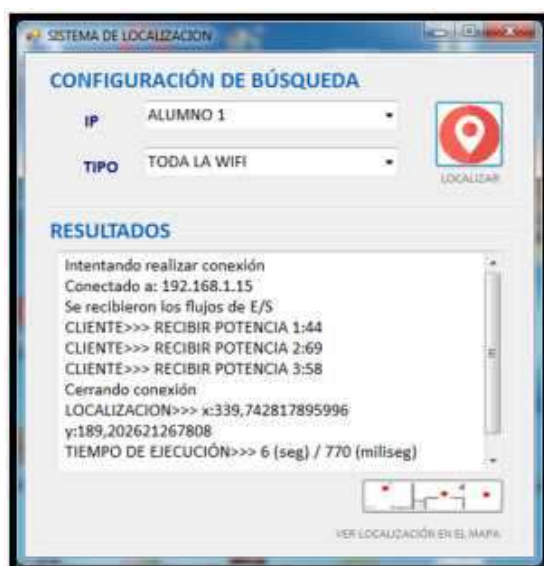 SISTEMA DE LOCALIZACION
CONFIGURACIÓN DE BÚSQUEDA
IP ALUMNO 1
TIPO TODA LA WIFI
LOCALIZAR
RESULTADOS
Intentando realizar conexión
Conectado a: 192.168.1.15
Se recibieron los flujos de E/S
CLIENTE>>> RECIBIR POTENCIA 1:44
CLIENTE>>> RECIBIR POTENCIA 2:69
CLIENTE>>> RECIBIR POTENCIA 3:58
Cerrando conexión
LOCALIZACION>>> x:339,742817895996
y:189,202621267808
TIEMPO DE EJECUCIÓN>>> 6 (seg) / 770 (miliseg)
VER LOCALIZACIÓN EN EL MAPA